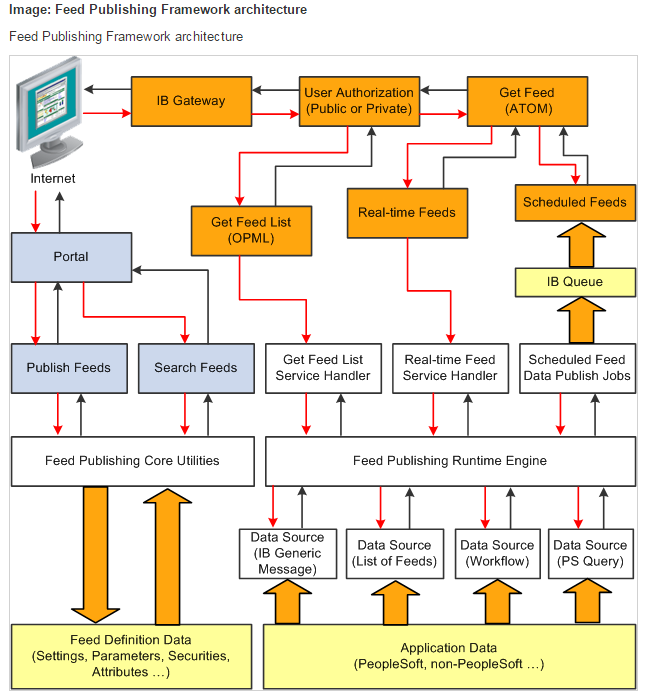 Image: Feed Publishing Framework architecture
Feed Publishing Framework architecture
IB Gateway
User Authorization
(Public or Private)
Get Feed
(ATOM)
Internet
Get Feed List
(OPML)
Real-time Feeds
Scheduled Feeds
Portal
IB Queue
Publish Feeds
Search Feeds
Get Feed List
Service Handler
Real-time Feed
Service Handler
Scheduled Feed
Data Publish Jobs
Feed Publishing Core Utilities
Feed Publishing Runtime Engine
Data Source
(IB Generic
Message)
Data Source
(List of Feeds)
Data Source
(Workflow)
Data Source
(PS Query)
Feed Definition Data
(Settings, Parameters, Securities,
Attributes …)
Application Data
(PeopleSoft, non-PeopleSoft …)